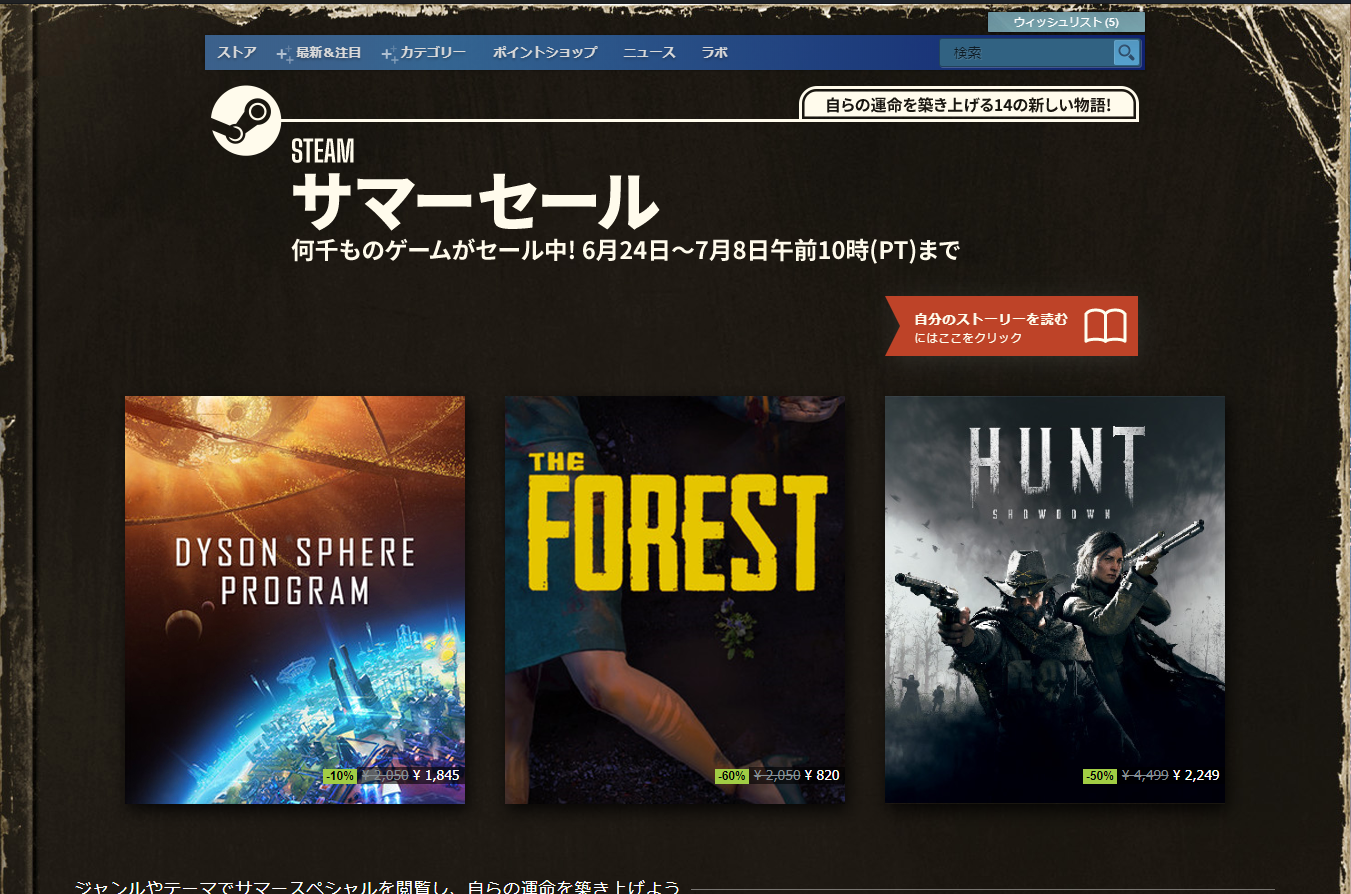 ウィッシュリスト (5)
ストア 最新&注目 カテゴリー ポイントショップ ニュース ラボ 検索
自らの運命を築き上げる14の新しい物語!
STEAM
サマーセール
何千ものゲームがセール中! 6月24日～7月8日午前10時(PT)まで
自分のストーリーを読む
にはここをクリック
DYSON SPHERE
PROGRAM
-10% ¥ 2,050 ¥ 1,845
THE
FOREST
-60% ¥ 2,050 ¥ 820
HUNT
SHOWDOWN
-50% ¥ 4,499 ¥ 2,249
ジャンルやテーマでサマースペシャルを閲覧し、自らの運命を築き上げよう